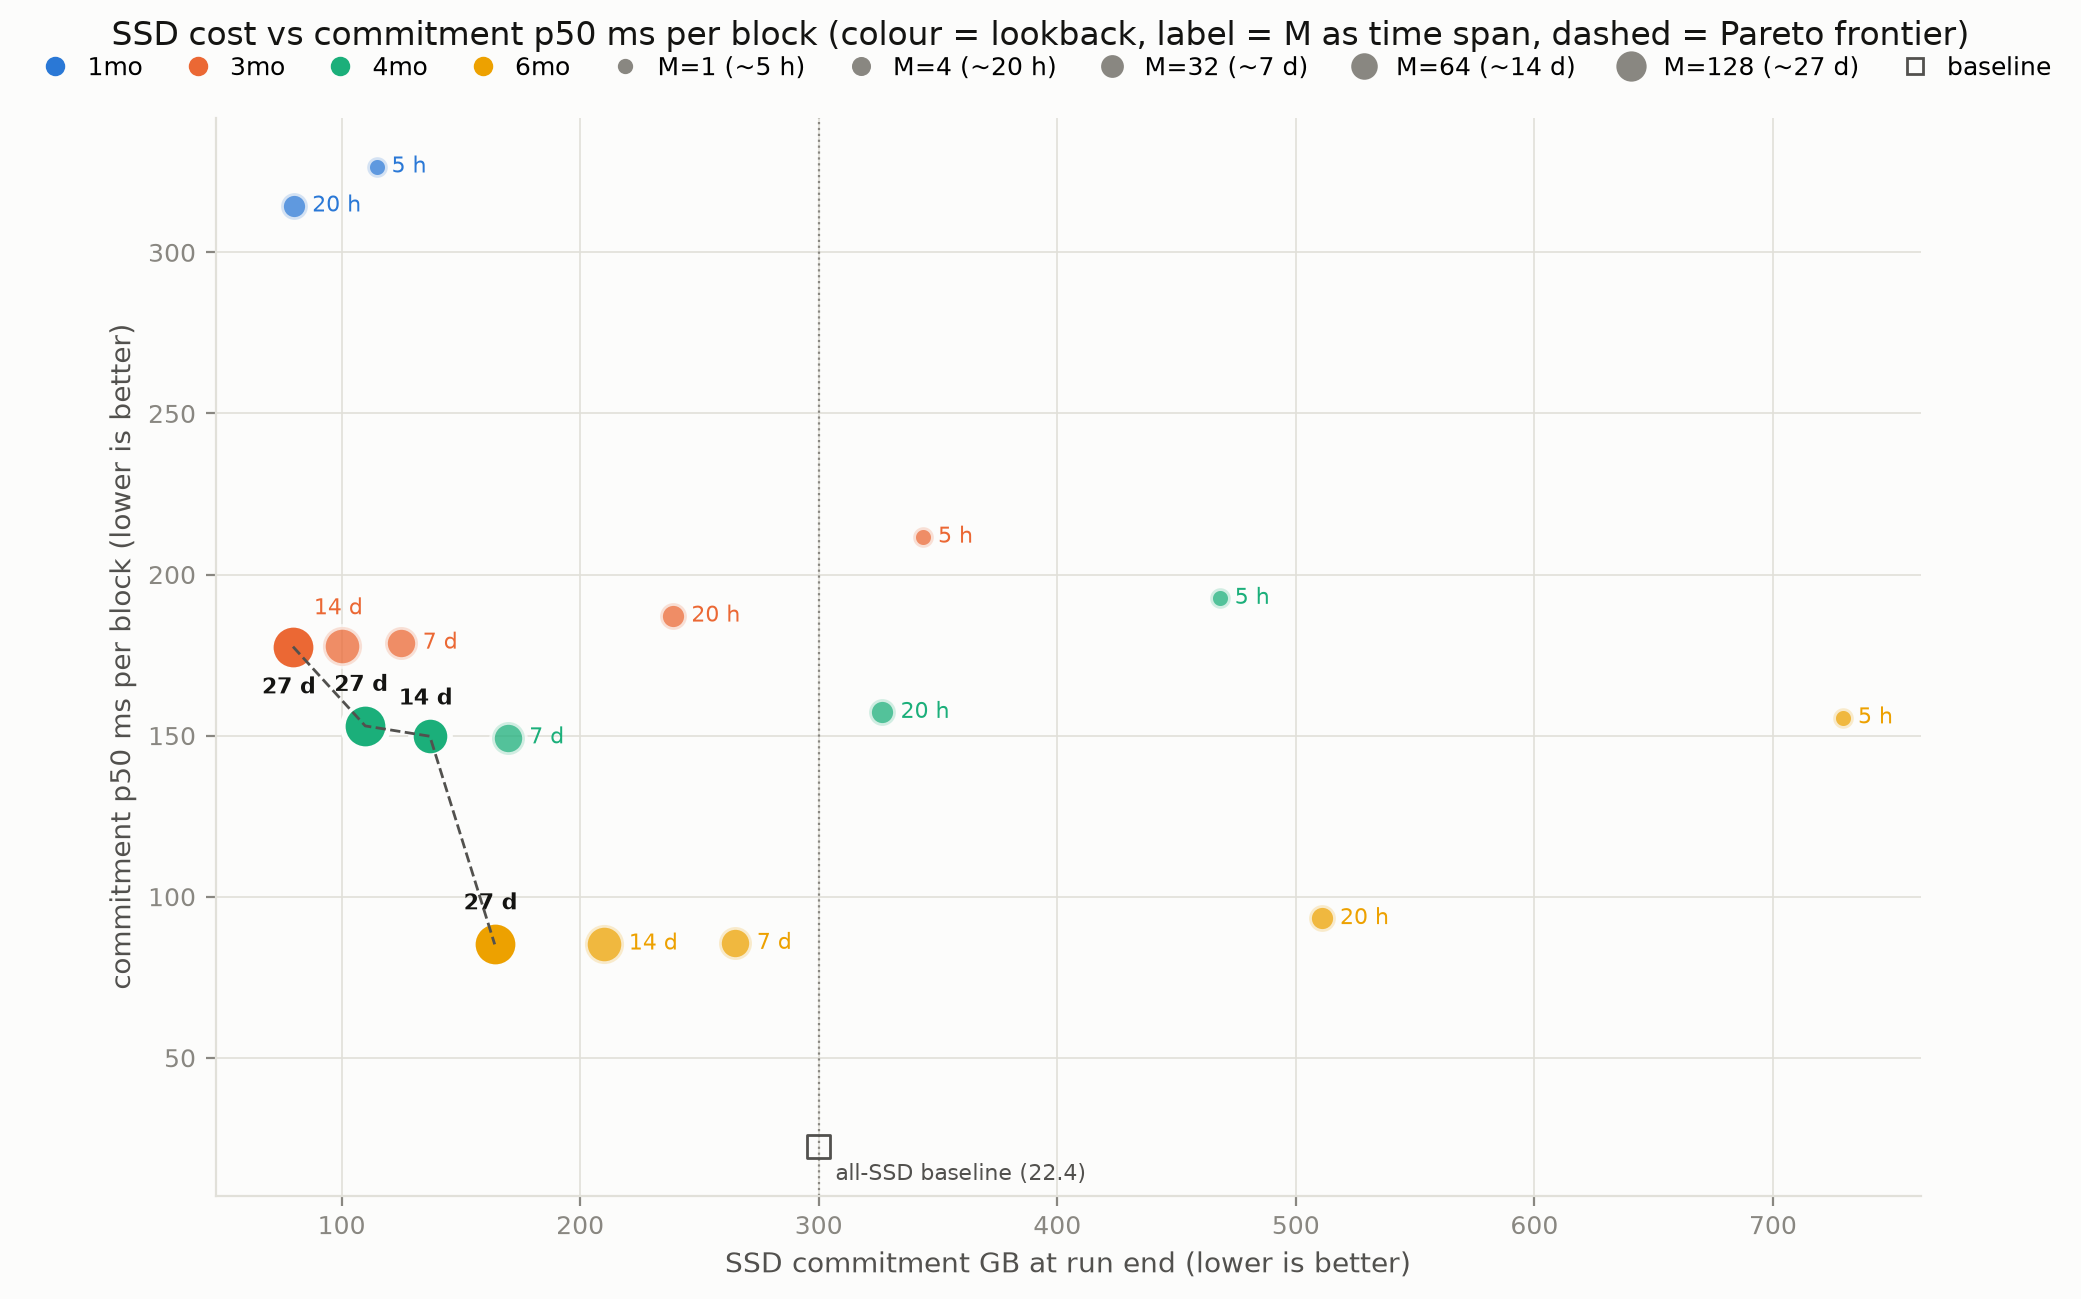 SSD cost vs commitment p50 ms per block (colour = lookback, label = M as time span, dashed = Pareto frontier)
1mo 3mo 4mo 6mo M=1 (~5 h) M=4 (~20 h) M=32 (~7 d) M=64 (~14 d) M=128 (~27 d) baseline
5 h
20 h
300
250
5 h
200
5 h
14 d
20 h
7 d
27 d
27 d
14 d
20 h
5 h
7 d
150
100
27 d
20 h
14 d
7 d
50
all-SSD baseline (22.4)
commitment p50 ms per block (lower is better)
100 200 300 400 500 600 700
SSD commitment GB at run end (lower is better)